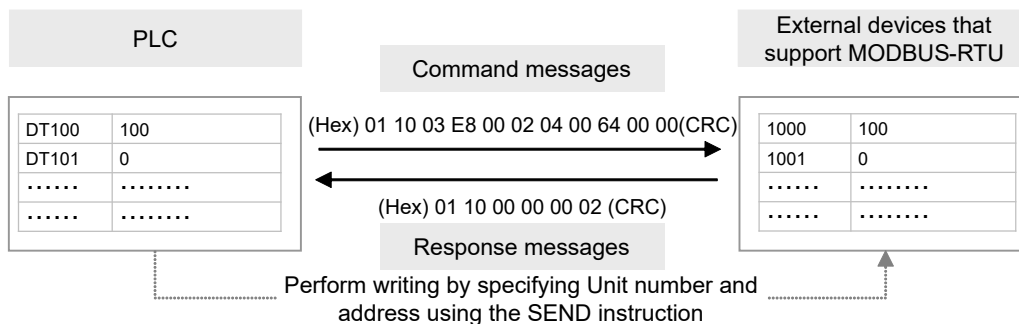 PLC
External devices that
support MODBUS-RTU
Command messages
(Hex) 01 10 03 E8 00 02 04 00 64 00 00(CRC)
DT100 100
DT101 0
...... ........
...... ........
1000 100
1001 0
...... ........
...... ........
(Hex) 01 10 00 00 00 02 (CRC)
Response messages
Perform writing by specifying Unit number and
address using the SEND instruction